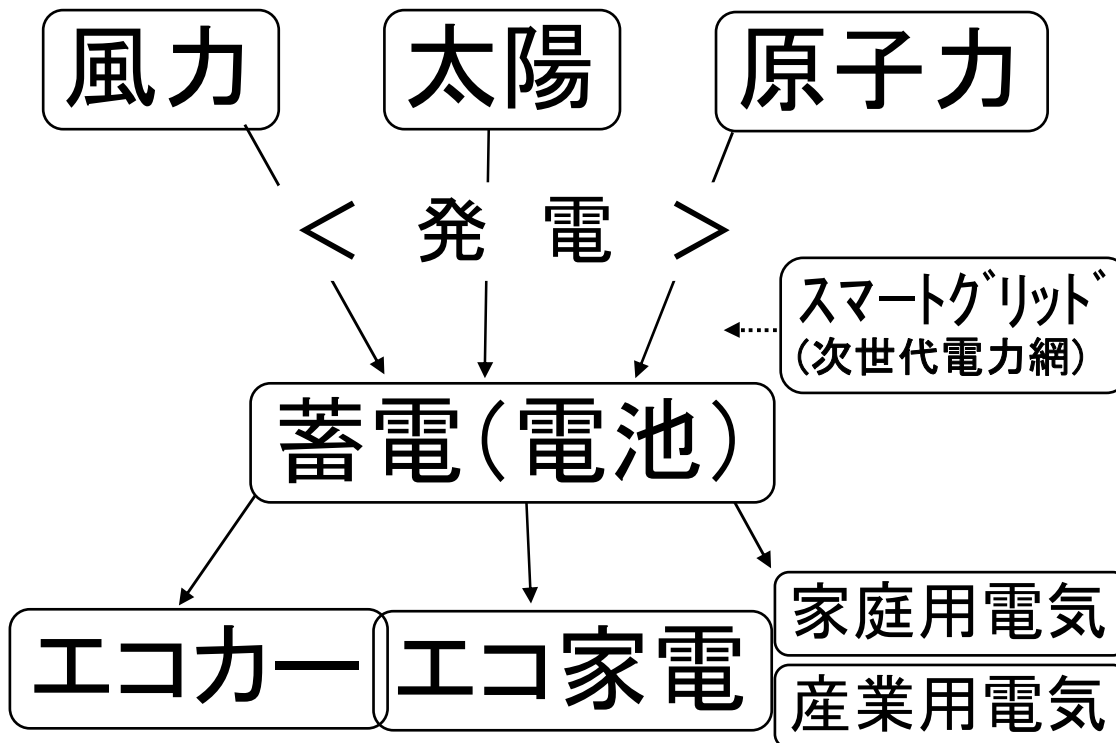 風力
太陽
原子力
＜ 発 電 ＞
ｽﾏｰﾄｸﾞﾘｯﾄﾞ
(次世代電力網)
蓄電(電池)
エコカー
エコ家電
家庭用電気
産業用電気